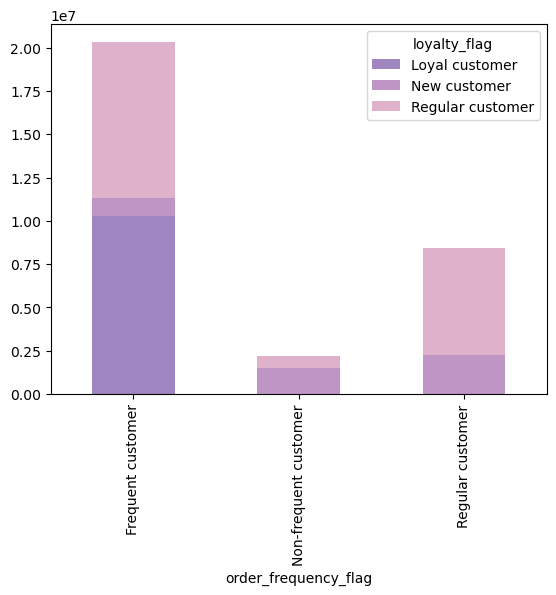 1e7
2.00
1.75
1.50
1.25
1.00
0.75
0.50
0.25
0.00
loyalty_flag
Loyal customer
New customer
Regular customer
Frequent customer
Non-frequent customer
Regular customer
order_frequency_flag